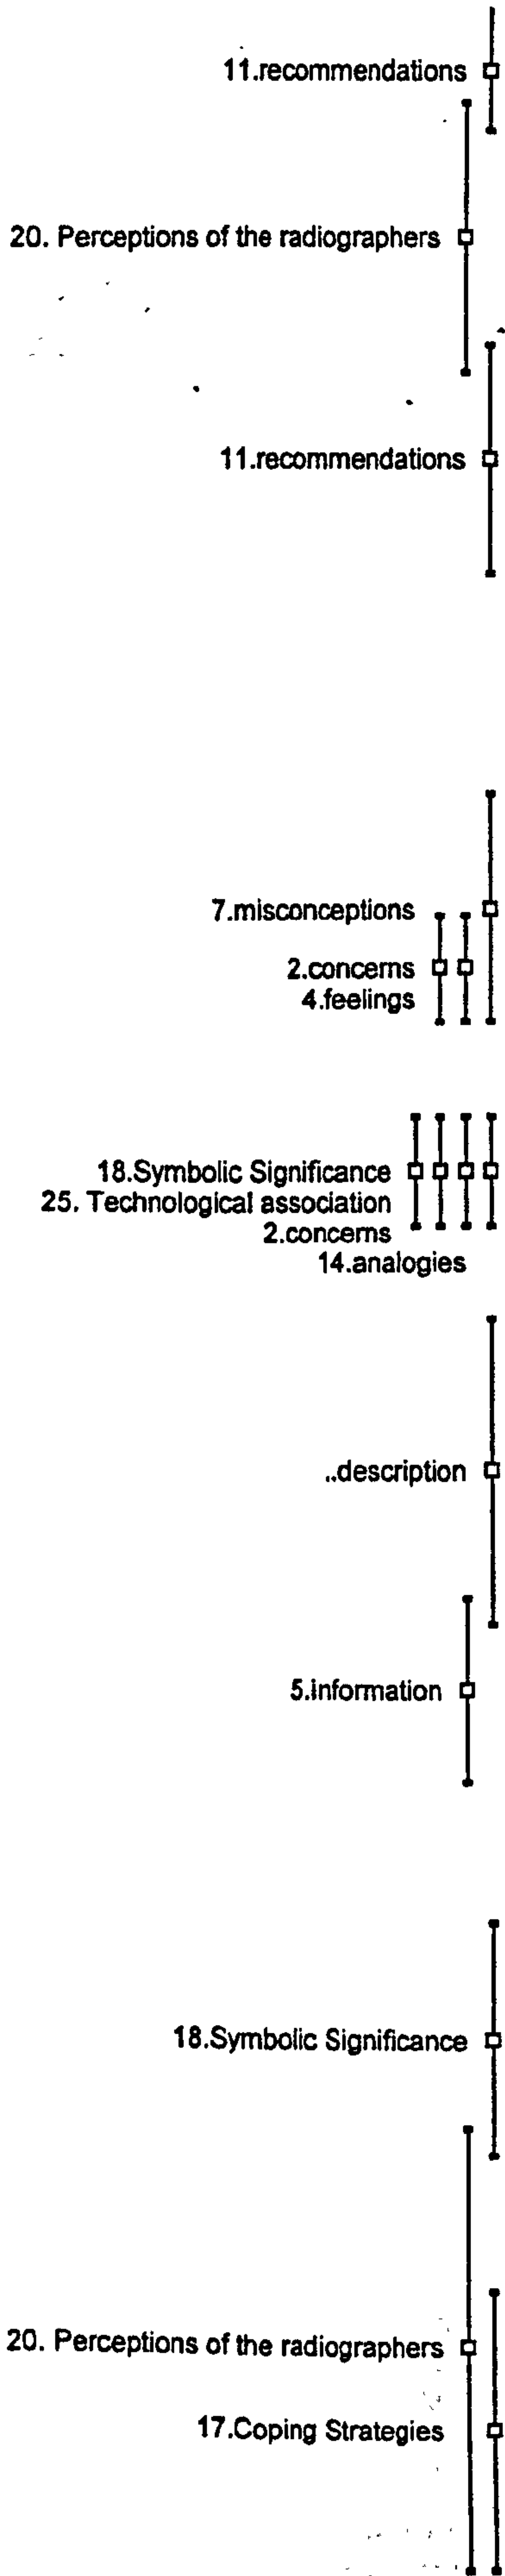 11.recommendations
20. Perceptions of the radiographers
11.recommendations
7.misconceptions
2.concerns
4.feelings
18.Symbolic Significance
25. Technological association
2.concerns
14.analogies
..description
5.information
18.Symbolic Significance
20. Perceptions of the radiographers
17.Coping Strategies